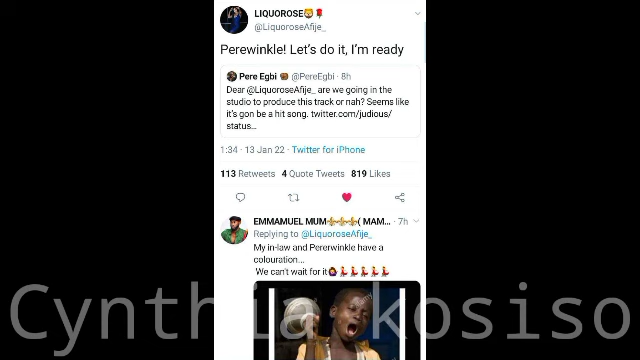 LIQUOROSE
@LiquoroseAfije_
Perewinkle! Let's do it, I'm ready
Pere Egbi @PereEgbi · 8h
Dear @LiquoroseAfije_ are we going in the
studio to produce this track or nah? Seems like
it's gon be a hit song. twitter.com/judious/
status...
1:34 · 13 Jan 22 · Twitter for iPhone
113 Retweets 4 Quote Tweets 819 Likes
EMMAMUEL MUM ( MAM... · 7h
Replying to @LiquoroseAfije_
My in-law and Pererwinkle have a
colouration...
We can't wait for it
Cynthia kosiso